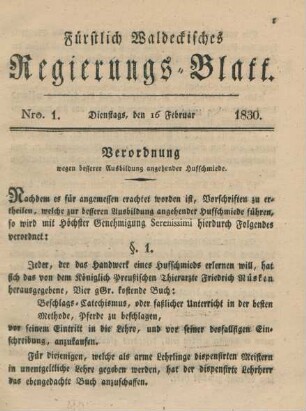 Fürstlich Waldeckisches
Regierungs-Blatt.
Nro. 1. Dienstags, den 16 Februar 1830.
Verordnung
wegen besserer Ausbildung angehender Hufschmiede.
Nachdem es für angemessen erachtet worden ist, Vorschriften zu er-
theilen, welche zur besseren Ausbildung angehender Hufschmiede führen,
so wird mit Höchster Genehmigung Serenissimi hierdurch Folgendes
verordnet:
§. 1.
Jeder, der das Handwerk eines Hufschmieds erlernen will, hat
sich das von dem Königlich Preußischen Thierarzte Friedrich Nüsken
herausgegebene, Vier gGr. kostende Buch:
Beschlags-Catechismus, oder faßlicher Unterricht in der besten
Methode, Pferde zu beschlagen,
vor seinem Eintritt in die Lehre, und vor seiner desfallsigen Ein-
schreibung, anzukaufen.
Für diejenigen, welche als arme Lehrlinge dispensirten Meistern
in unentgeltliche Lehre gegeben werden, hat der dispensirte Lehrherr
das ebengedachte Buch anzuschaffen.